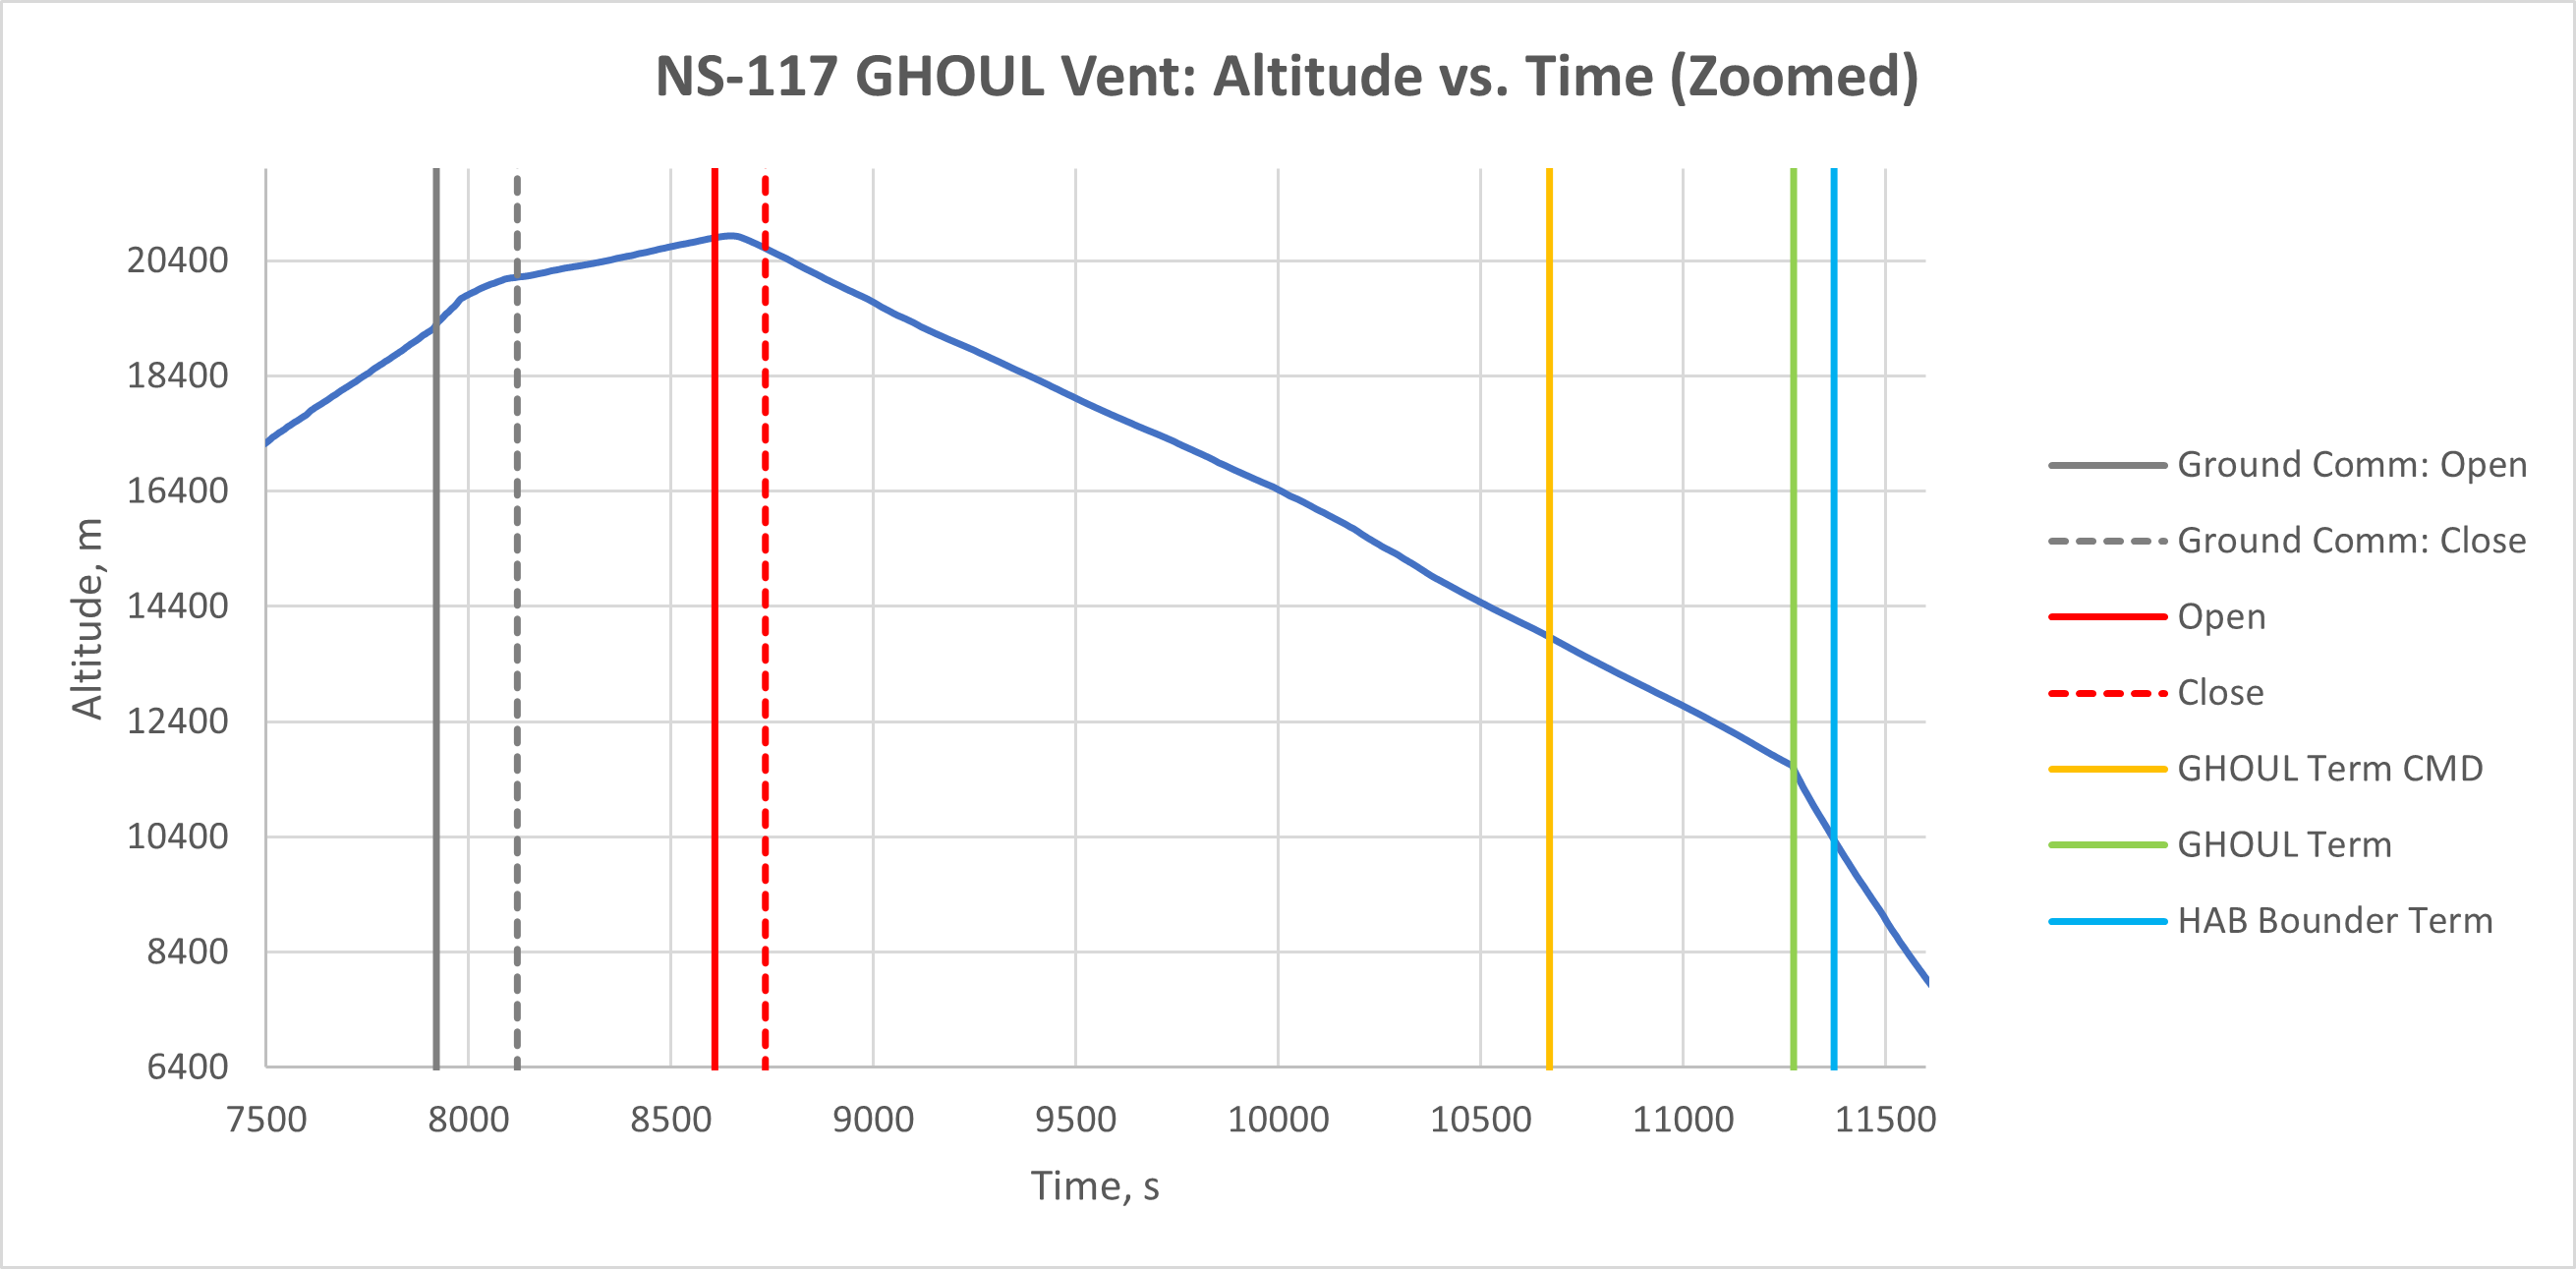 NS-117 GHOUL Vent: Altitude vs. Time (Zoomed)
20400
18400
16400
14400
12400
10400
8400
6400
Altitude, m
7500 8000 8500 9000 9500 10000 10500 11000 11500
Time, s
Ground Comm: Open
Ground Comm: Close
Open
Close
GHOUL Term CMD
GHOUL Term
HAB Bounder Term